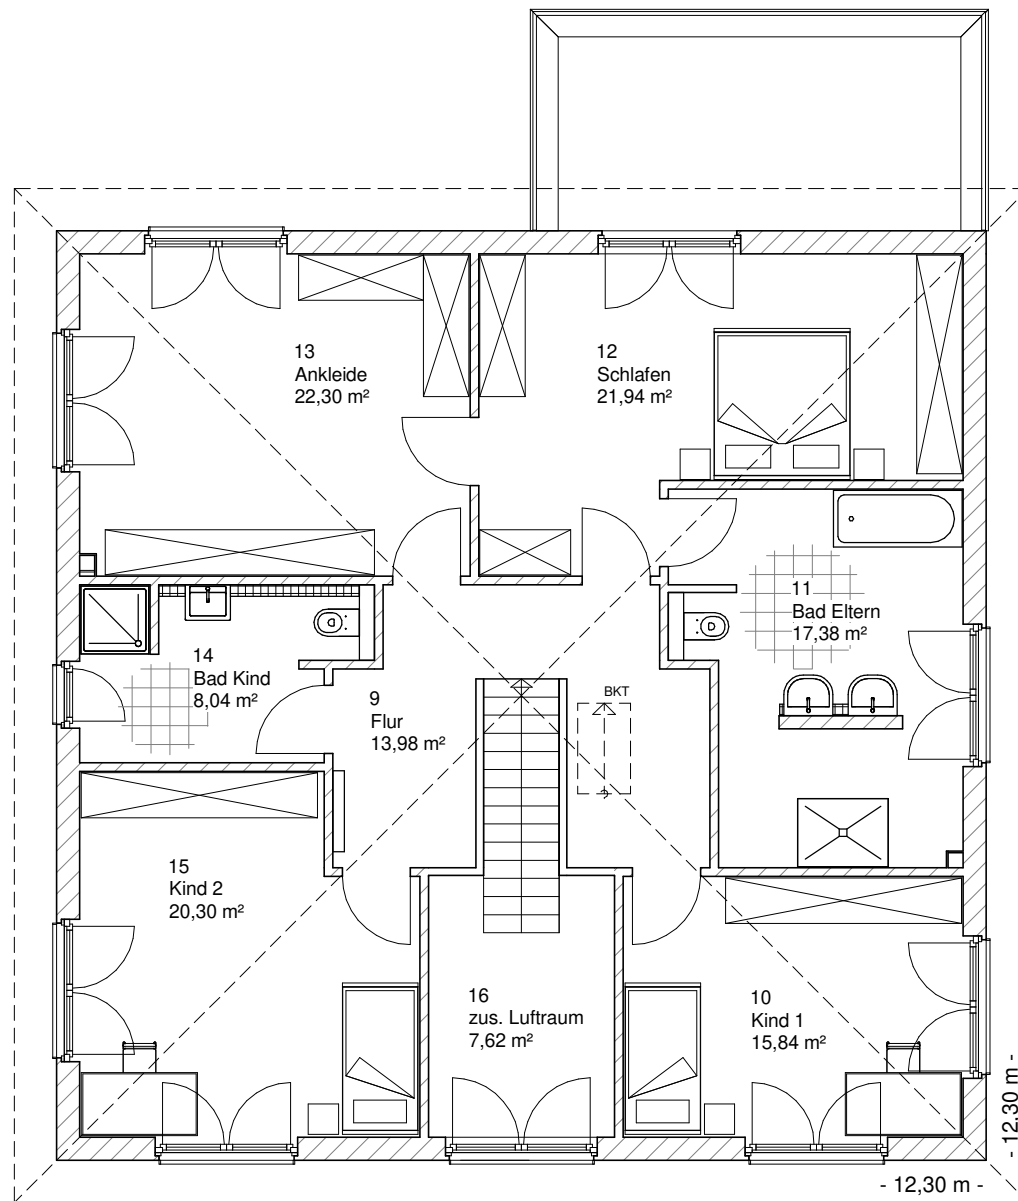 13
Ankleide
22,30 m²
12
Schlafen
21,94 m²
11
Bad Eltern
17,38 m²
14
Bad Kind
8,04 m²
9
Flur
13,98 m²
BKT
15
Kind 2
20,30 m²
16
zus. Luftraum
7,62 m²
10
Kind 1
15,84 m²
- 12,30 m -
- 12,30 m -